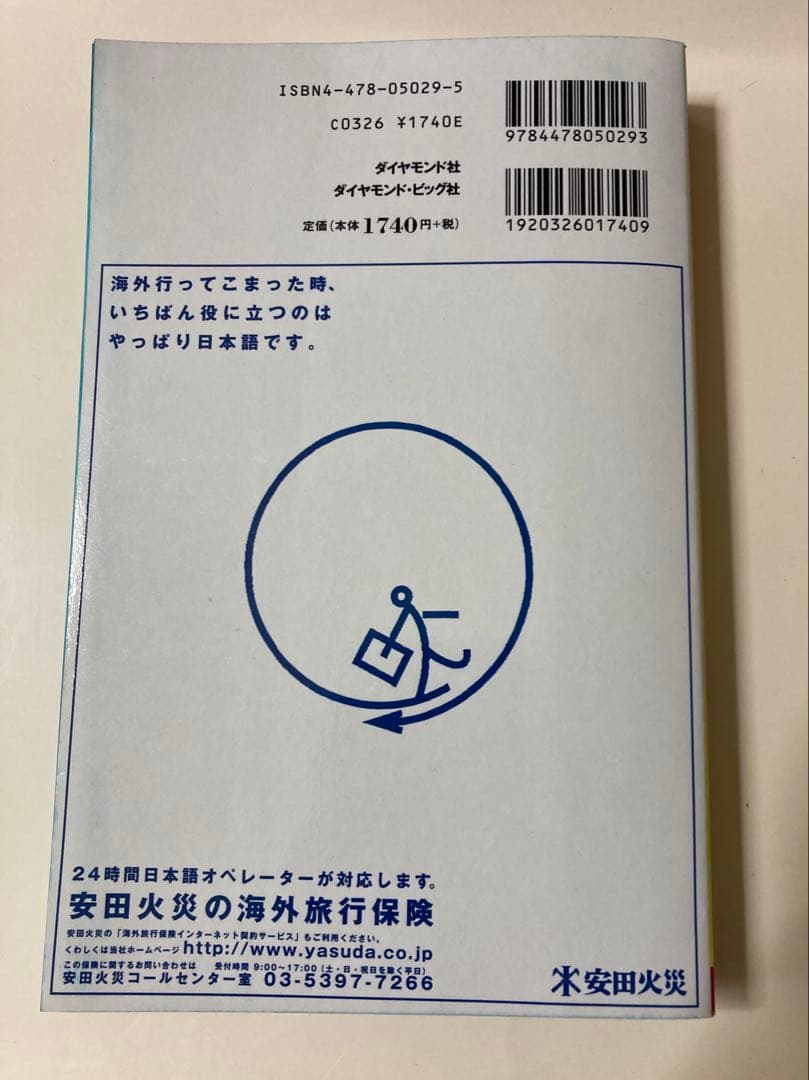 ISBN4-478-05029-5
C0326 ¥1740E
9784478050293
ダイヤモンド社
ダイヤモンド・ビッグ社
定価(本体1740円+税)
1920326017409
海外行ってこまった時、
いちばん役に立つのは
やっぱり日本語です。
24時間日本語オペレーターが対応します。
安田火災の海外旅行保険
安田火災の「海外旅行保険インターネット契約サービス」もご利用ください。
くわしくは当社ホームページ http://www.yasuda.co.jp
この保険に関するお問い合わせは 受付時間 9:00〜17:00(土・日・祝日を除く平日)
安田火災コールセンター室 03-5397-7266
安田火災